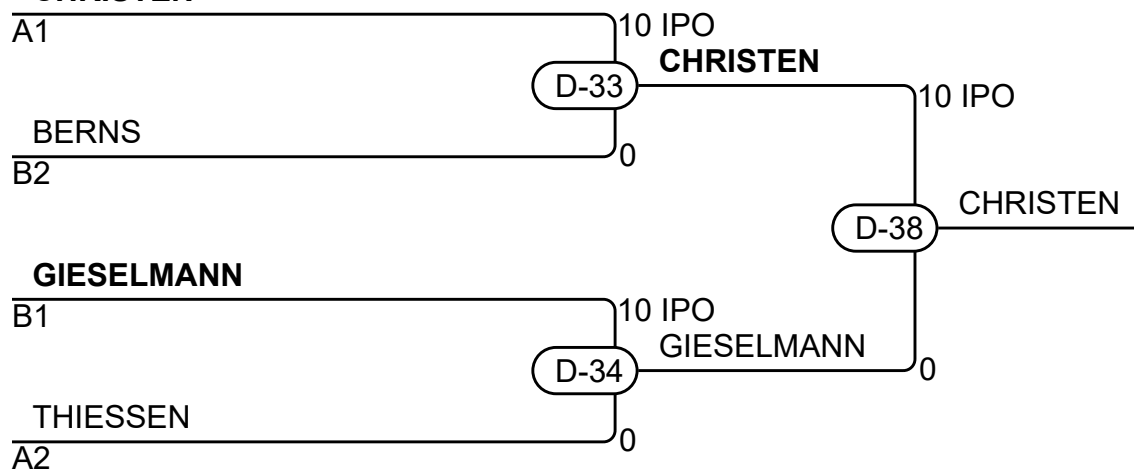 A1
10 IPO
CHRISTEN
D-33
10 IPO
BERNS
B2
0
CHRISTEN
D-38
GIESELMANN
B1
10 IPO
GIESELMANN
D-34
0
THIESSEN
A2
0